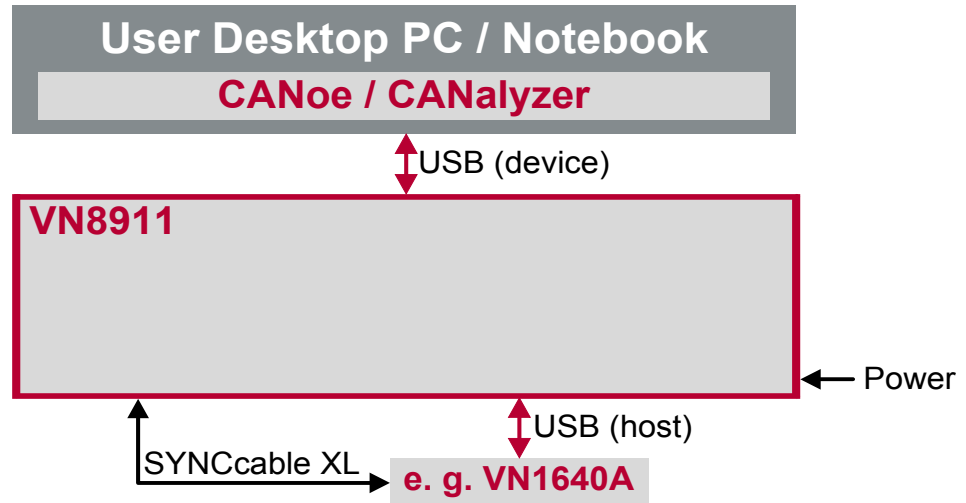 User Desktop PC / Notebook
CANoe / CANalyzer
USB (device)
VN8911
Power
USB (host)
SYNCcable XL
e. g. VN1640A